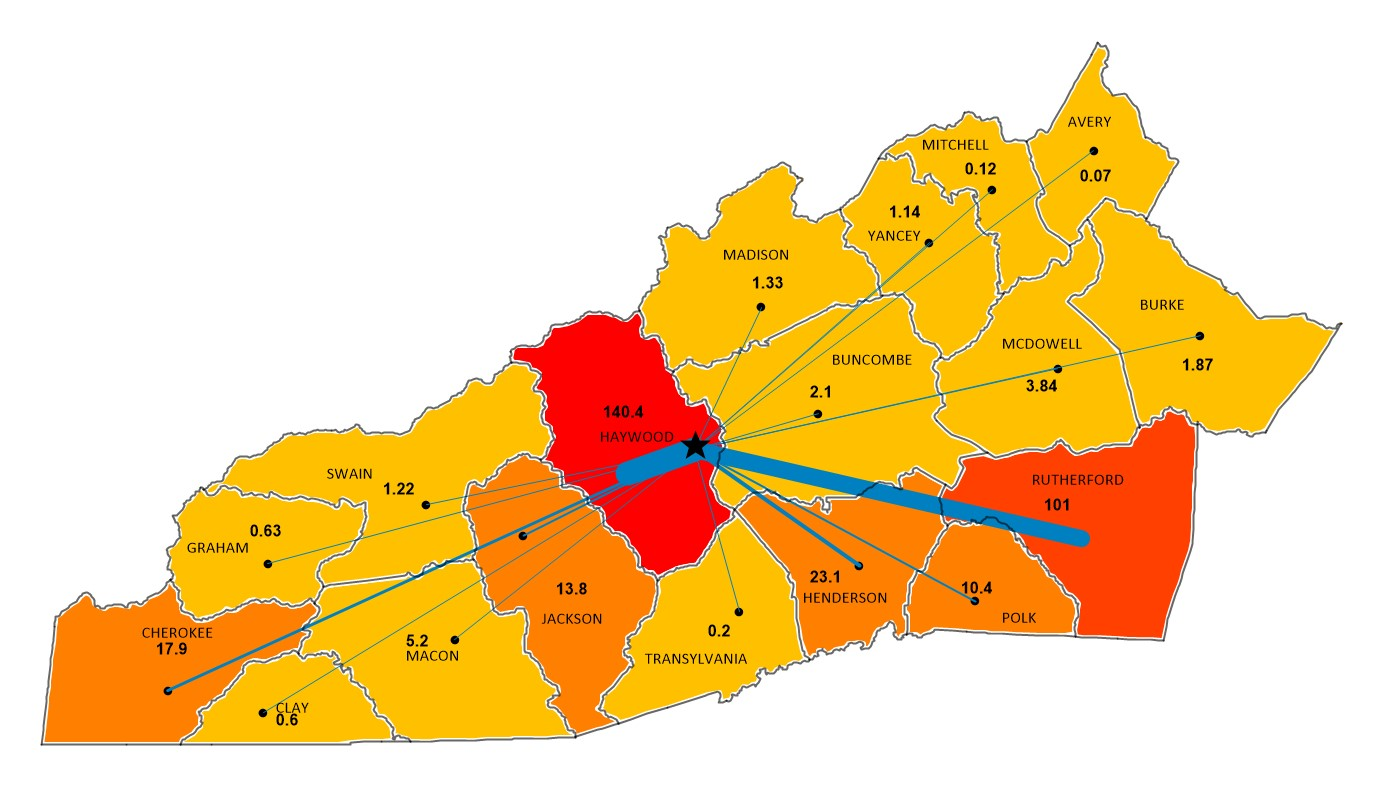 AVERY
0.07
MITCHELL
0.12
1.14
YANCEY
MADISON
1.33
BURKE
1.87
MCDOWELL
3.84
BUNCOMBE
2.1
140.4
HAYWOOD
SWAIN
1.22
RUTHERFORD
101
0.63
GRAHAM
13.8
JACKSON
23.1
HENDERSON
10.4
POLK
CHEROKEE
17.9
5.2
MACON
0.2
TRANSYLVANIA
CLAY
0.6